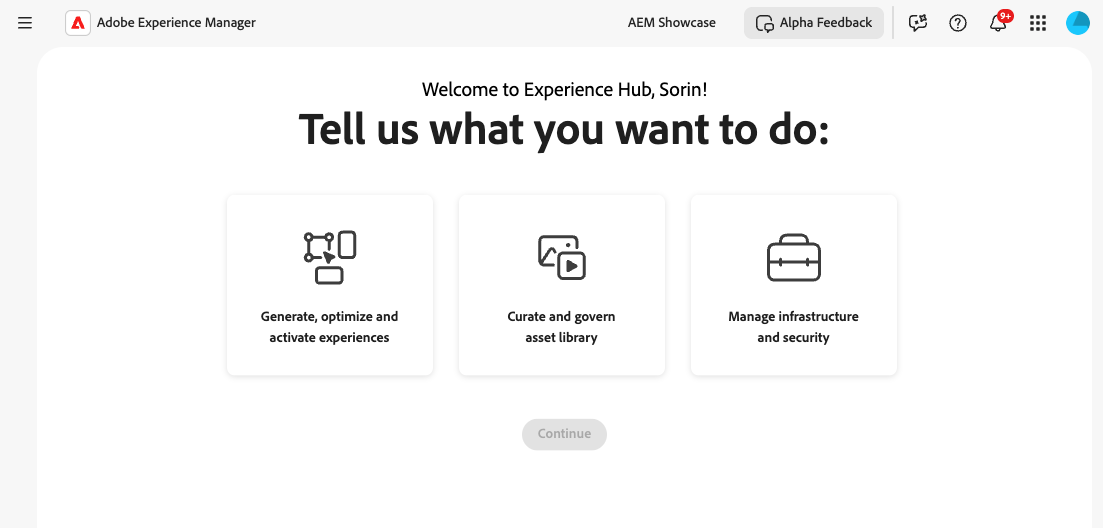 Adobe Experience Manager
AEM Showcase
Alpha Feedback
9+
Welcome to Experience Hub, Sorin!
Tell us what you want to do:
Generate, optimize and
activate experiences
Curate and govern
asset library
Manage infrastructure
and security
Continue